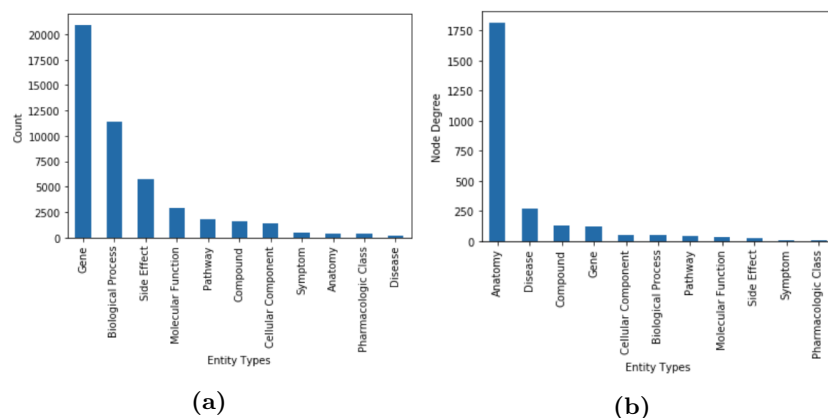 20000
17500
15000
12500
10000
7500
5000
2500
0
Count
Gene
Biological Process
Side Effect
Molecular Function
Pathway
Compound
Cellular Component
Symptom
Anatomy
Pharmacologic Class
Disease
Entity Types
(a)
1750
1500
1250
1000
750
500
250
0
Node Degree
Anatomy
Disease
Compound
Gene
Cellular Component
Biological Process
Pathway
Molecular Function
Side Effect
Symptom
Pharmacologic Class
Entity Types
(b)